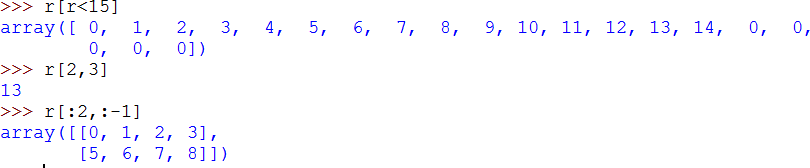 >>> r[r<15]
array([ 0,  1,  2,  3,  4,  5,  6,  7,  8,  9, 10, 11, 12, 13, 14,  0,  0,
        0,  0,  0])
>>> r[2,3]
13
>>> r[:2,:-1]
array([[0, 1, 2, 3],
       [5, 6, 7, 8]])